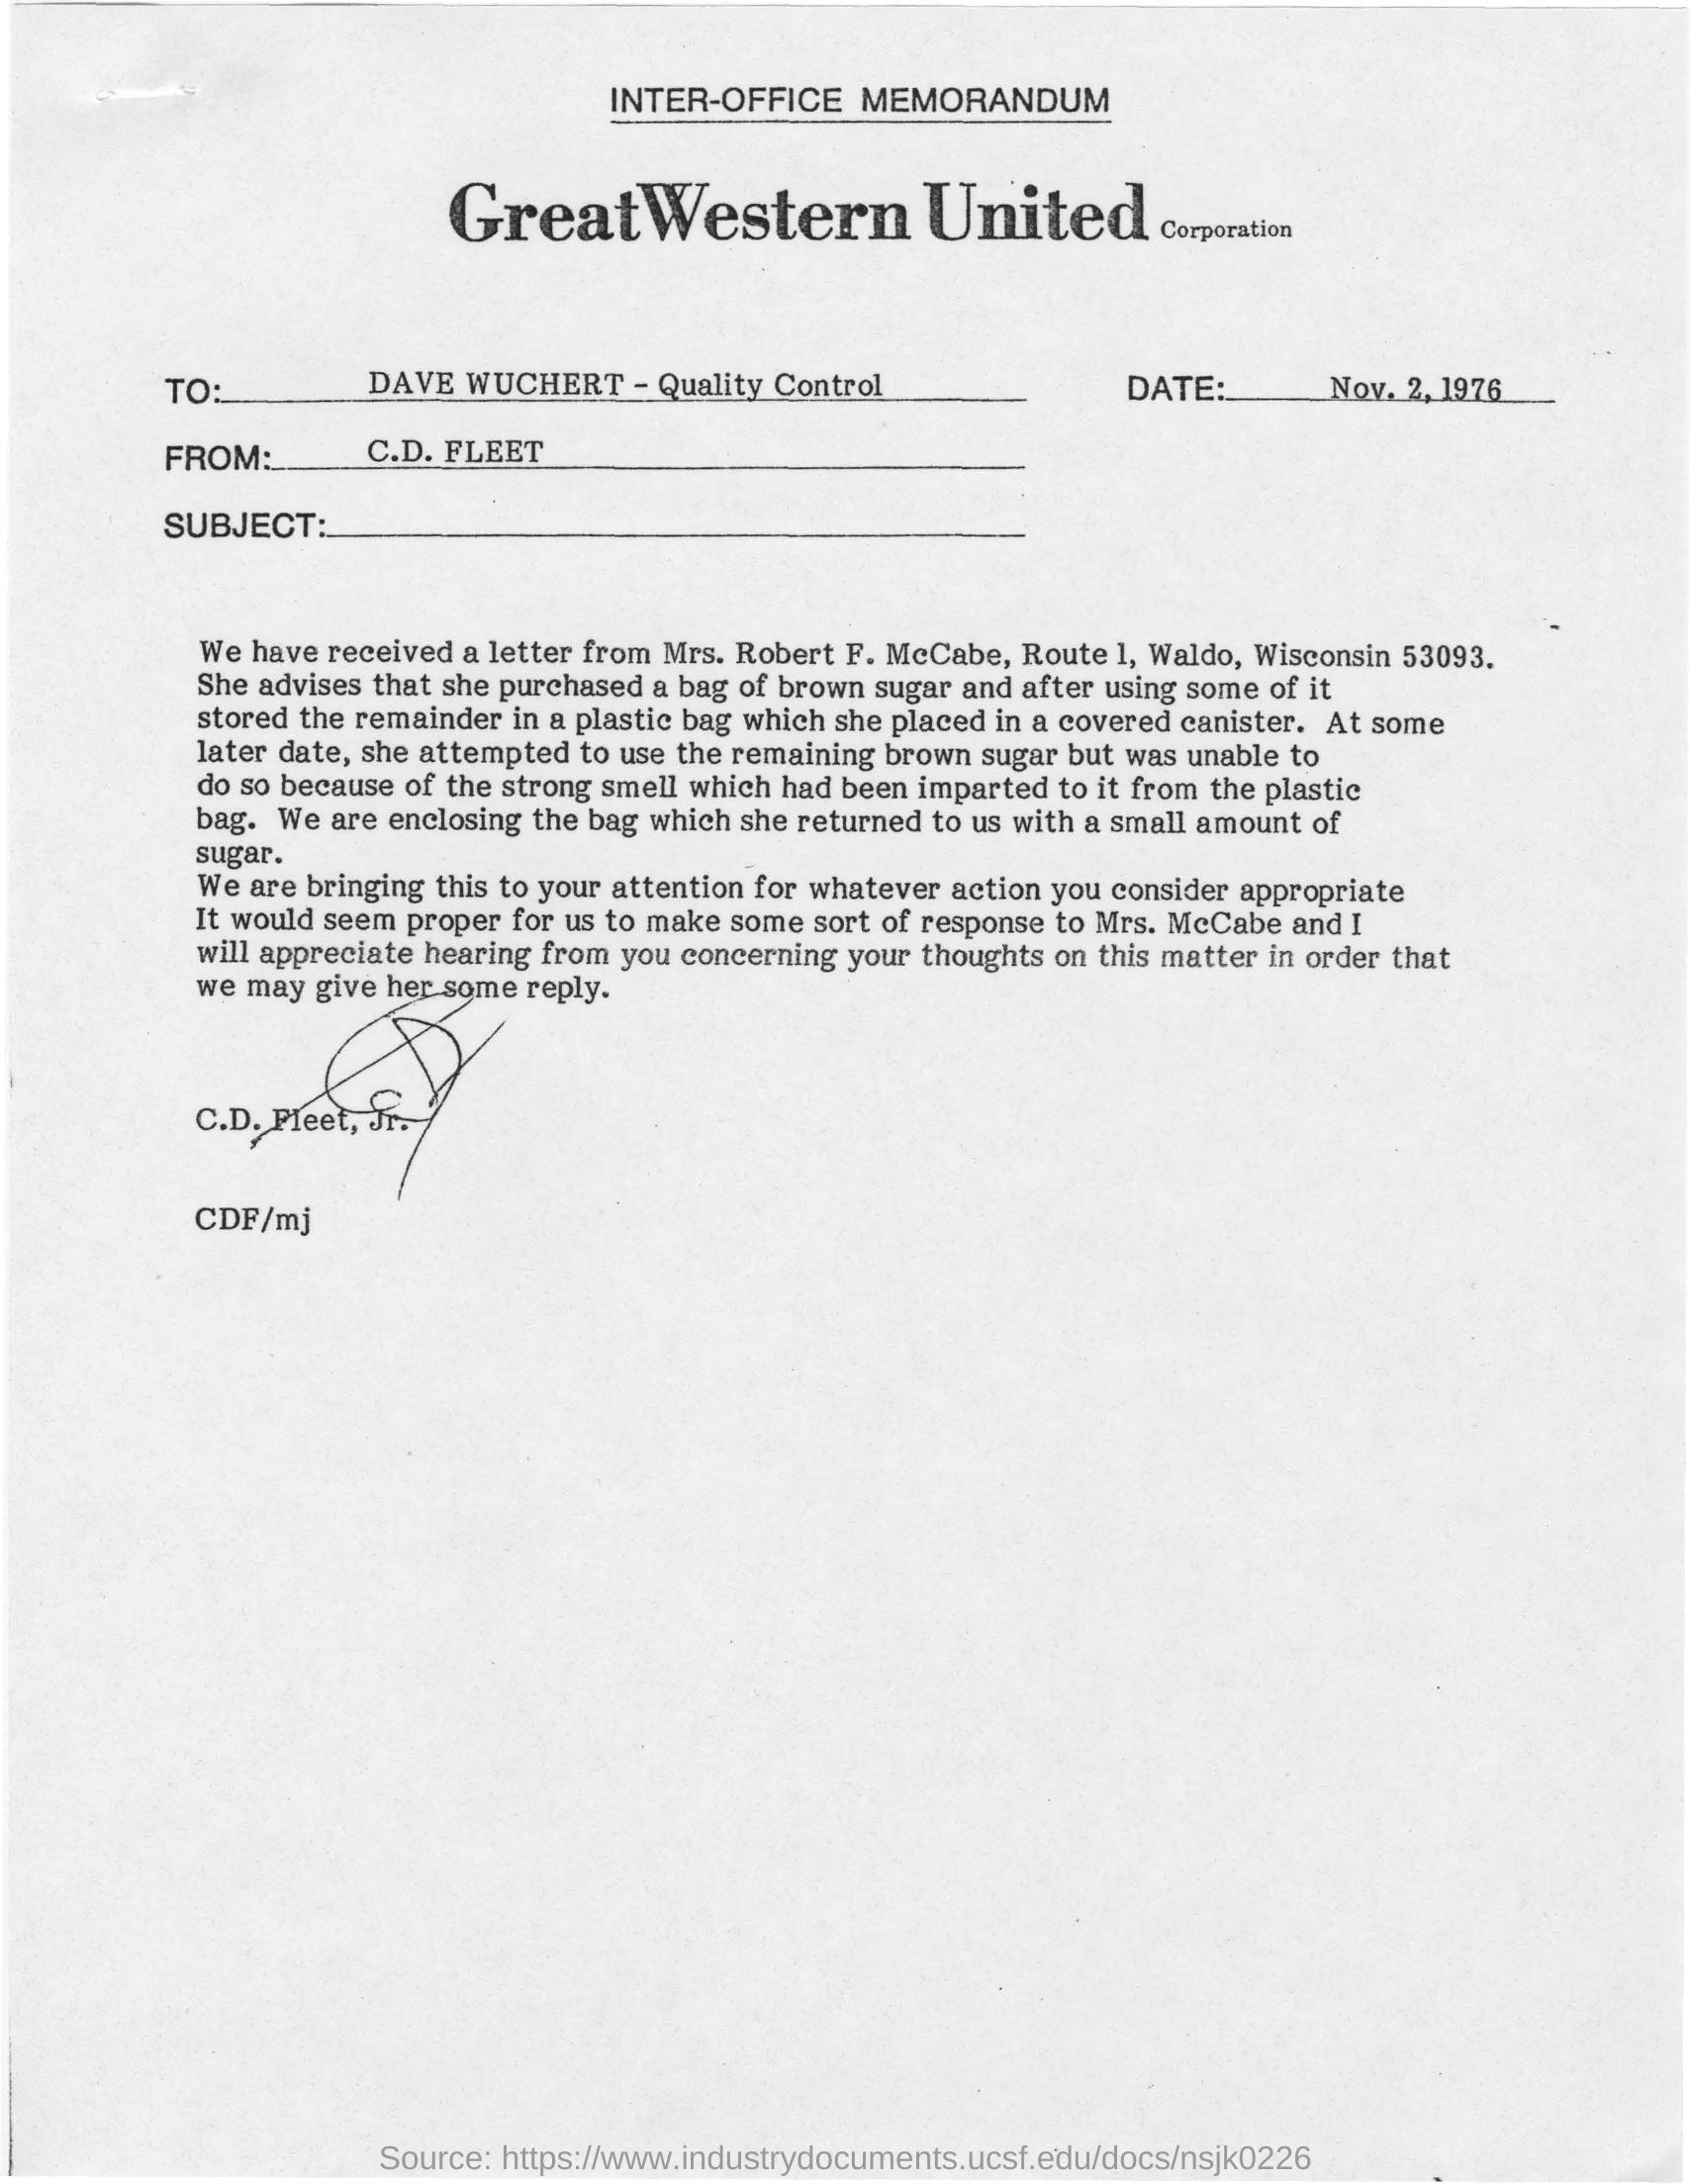 INTER-OFFICE MEMORANDUM
GreatWestern United Corporation
TO: DAVE WUCHERT - Quality Control DATE: Nov. 2, 1976
FROM: C.D. FLEET
SUBJECT:
We have received a letter from Mrs. Robert F. McCabe, Route 1, Waldo, Wisconsin 53093.
She advises that she purchased a bag of brown sugar and after using some of it
stored the remainder in a plastic bag which she placed in a covered canister. At some
later date, she attempted to use the remaining brown sugar but was unable to
do so because of the strong smell which had been imparted to it from the plastic
bag. We are enclosing the bag which she returned to us with a small amount of
sugar.
We are bringing this to your attention for whatever action you consider appropriate
It would seem proper for us to make some sort of response to Mrs. McCabe and I
will appreciate hearing from you concerning your thoughts on this matter in order that
we may give her some reply.
C.D. Fleet, Jr.
CDF/mj
Source: https://www.industrydocuments.ucsf.edu/docs/nsjk0226